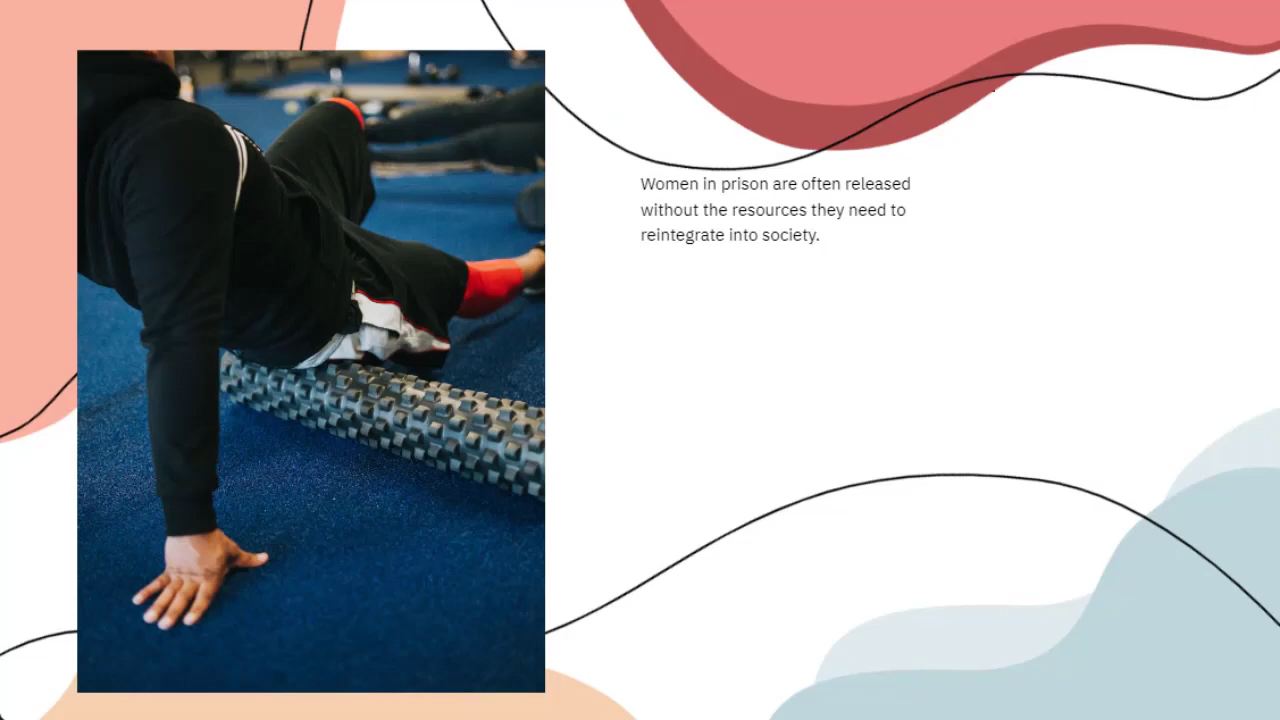 Women in prison are often released
without the resources they need to
reintegrate into society.